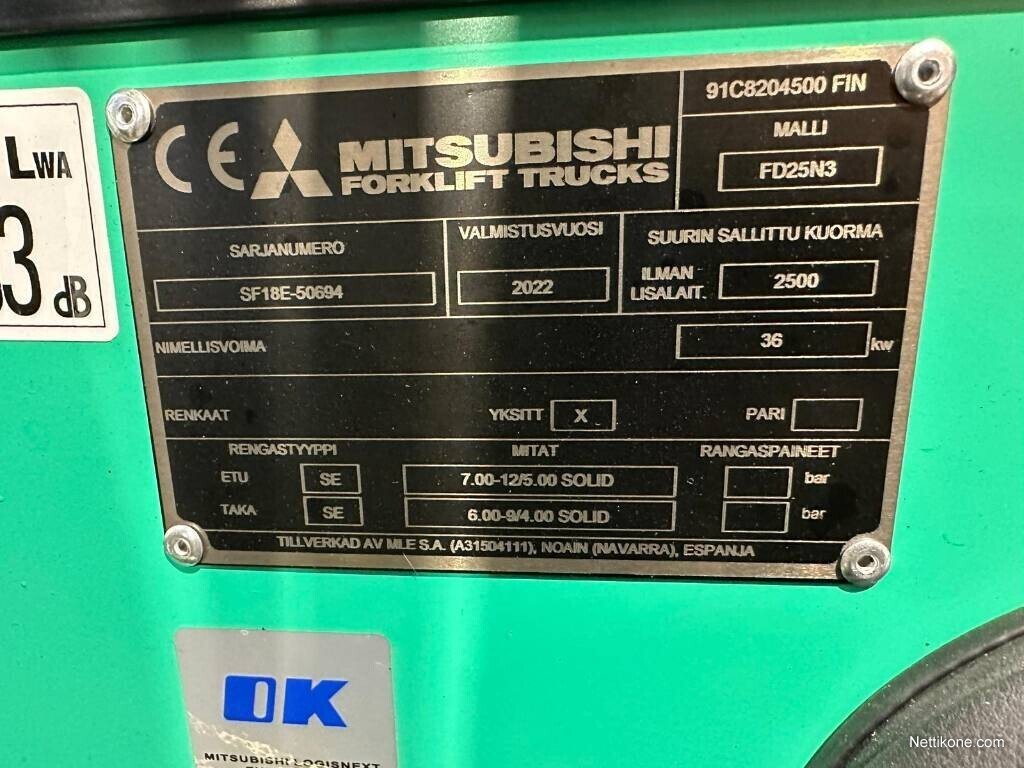 LWA
3 dB
CE MITSUBISHI
FORKLIFT TRUCKS
91C8204500 FIN
MALLI
FD25N3
SARJANUMERO
SF18E-50694
VALMISTUSVUOSI
2022
SUURIN SALLITTU KUORMA
ILMAN
LISALAIT.
2500
NIMELLISVOIMA
36 kw
RENKAAT YKSITT X PARI
RENGASTYYPPI MITAT RANGASPAINEET
ETU SE 7.00-12/5.00 SOLID bar
TAKA SE 6.00-9/4.00 SOLID bar
TILLVERKAD AV MLE S.A. (A31504111), NOAIN (NAVARRA), ESPANJA
OK
MITSUBISHI LOGISNEXT
Nettikone.com